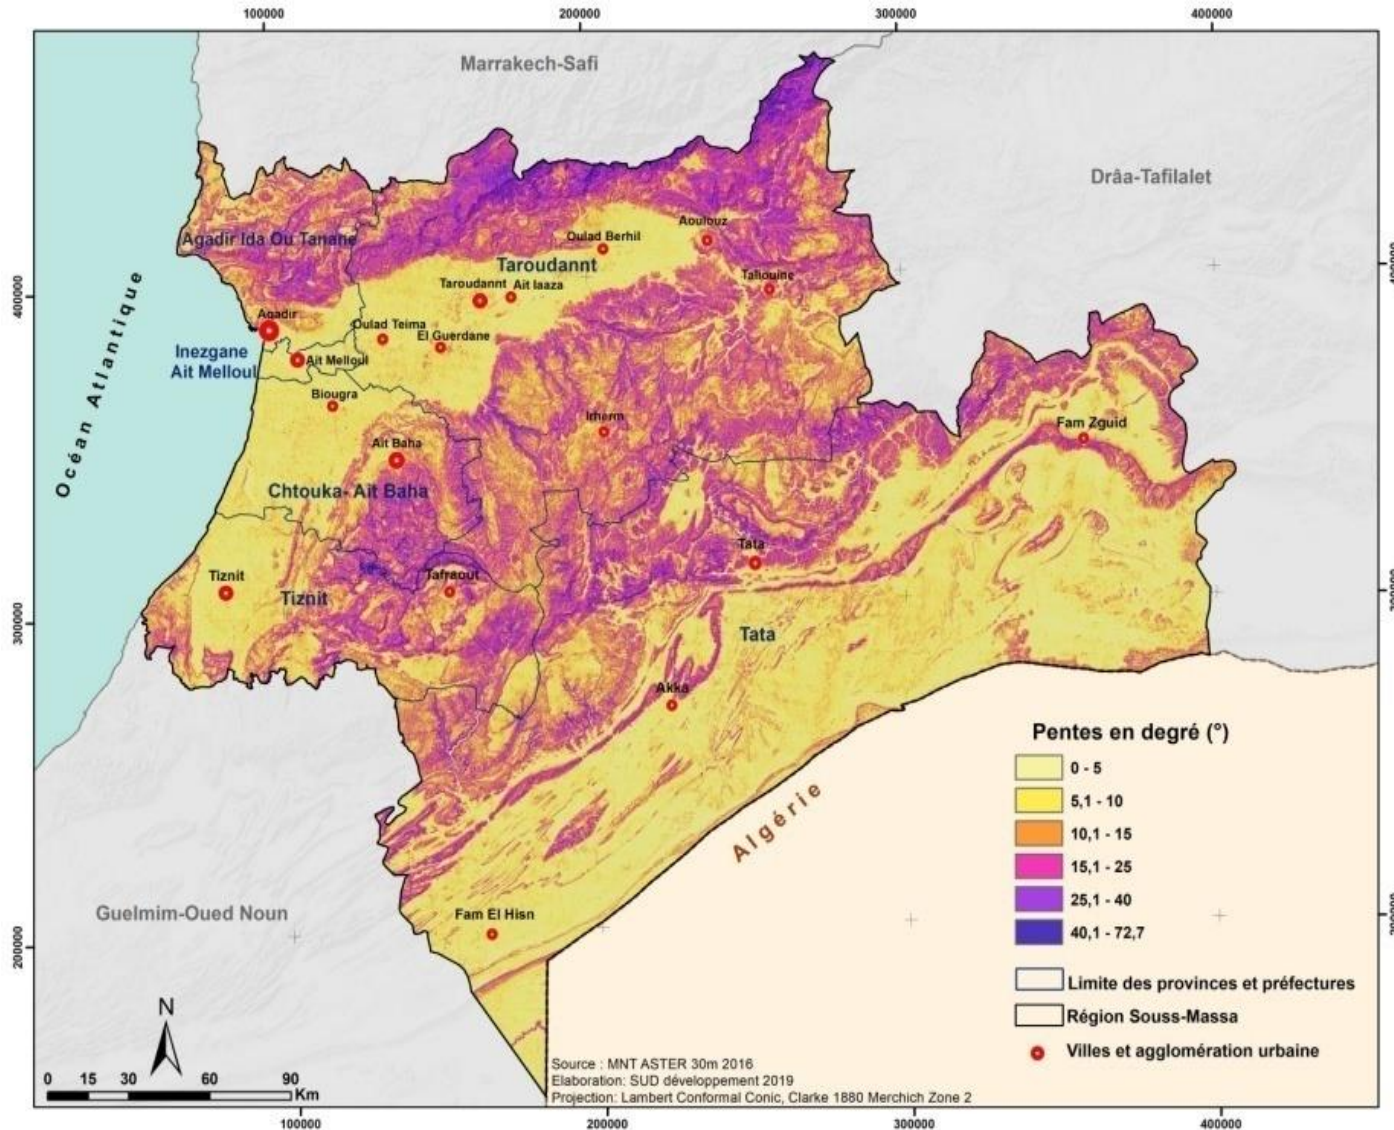 100000
200000
300000
400000
Marrakech-Safi
Drâa-Tafilalet
Agadir Ida Ou Tanane
Aoulouz
Oulad Berhil
Taroudannt
Taliouine
Taroudannt
Ait Iaaza
400000
400000
Agadir
Oulad Teima
El Guerdane
Inezgane
Ait Melloul
Ait Melloul
Océan Atlantique
Biougra
Irherm
Fam Zguid
Ait Baha
Chtouka- Ait Baha
Tata
Tiznit
Tafraout
Tiznit
300000
300000
Tata
Akka
Pentes en degré (°)
0 - 5
5,1 - 10
10,1 - 15
15,1 - 25
25,1 - 40
40,1 - 72,7
Algérie
Guelmim-Oued Noun
Fam El Hisn
200000
200000
Limite des provinces et préfectures
Région Souss-Massa
Villes et agglomération urbaine
N
0 15 30 60 90
Km
Source : MNT ASTER 30m 2016
Elaboration: SUD développement 2019
Projection: Lambert Conformal Conic, Clarke 1880 Merchich Zone 2
100000
200000
300000
400000